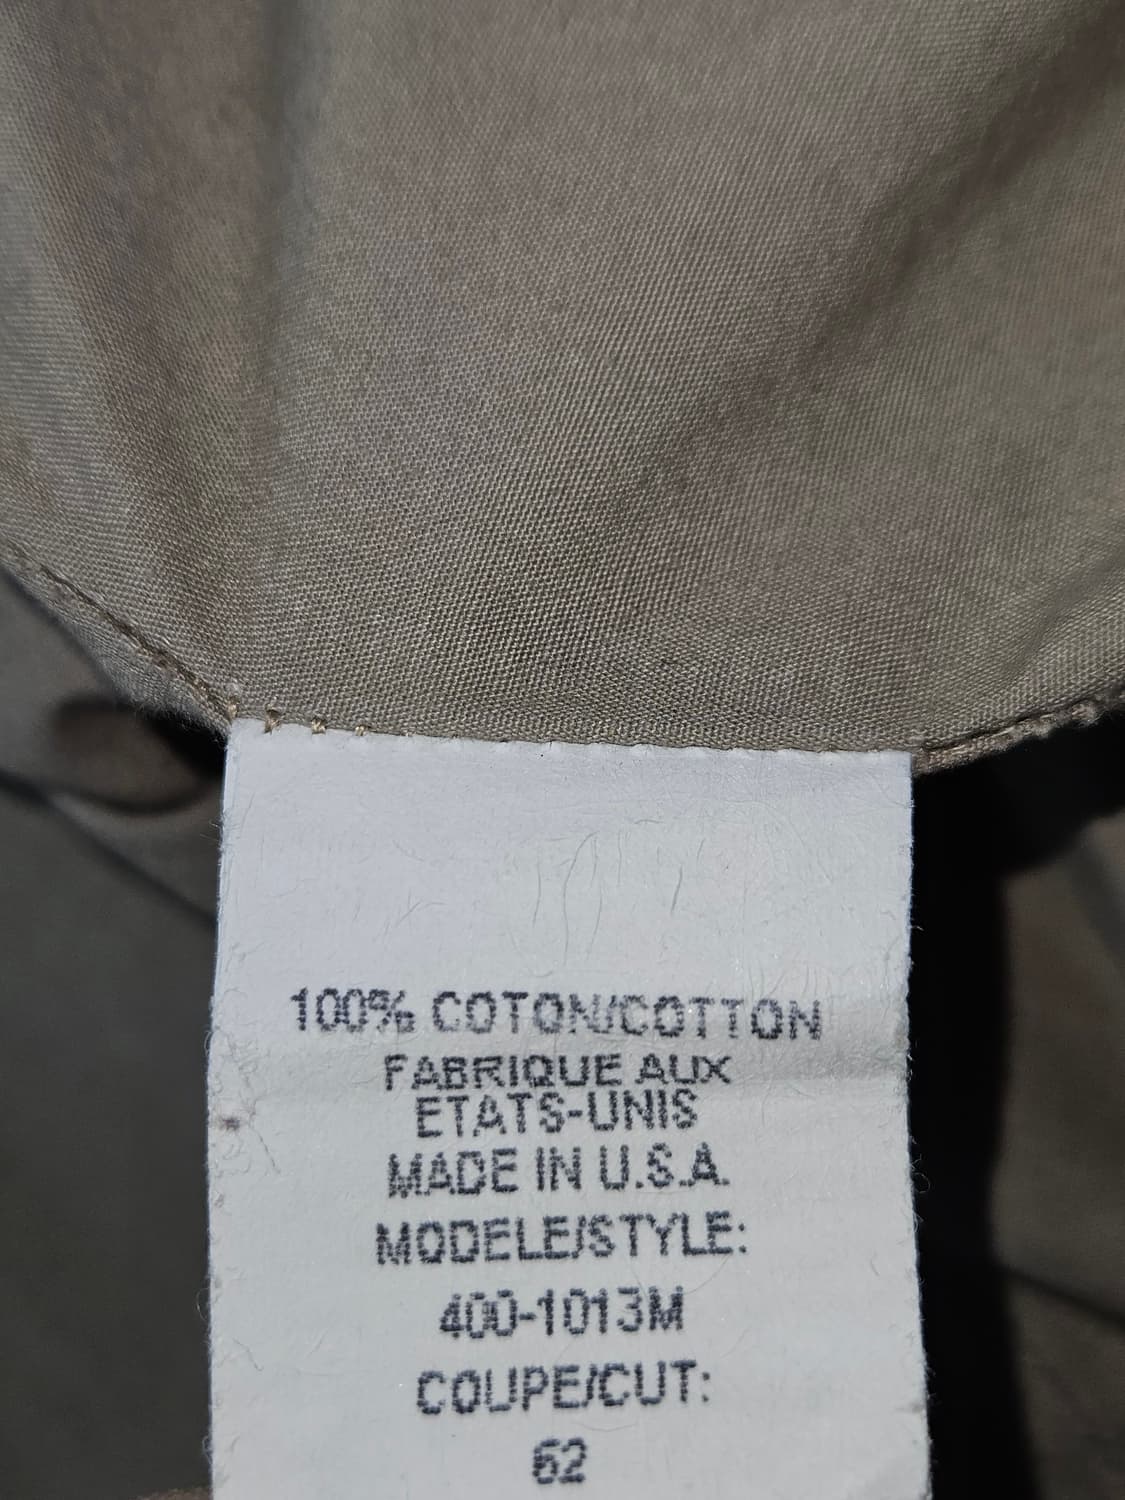 100% COTON/COTTON
FABRIQUE AUX
ETATS-UNIS
MADE IN U.S.A.
MODELE/STYLE:
400-1013M
COUPE/CUT:
62